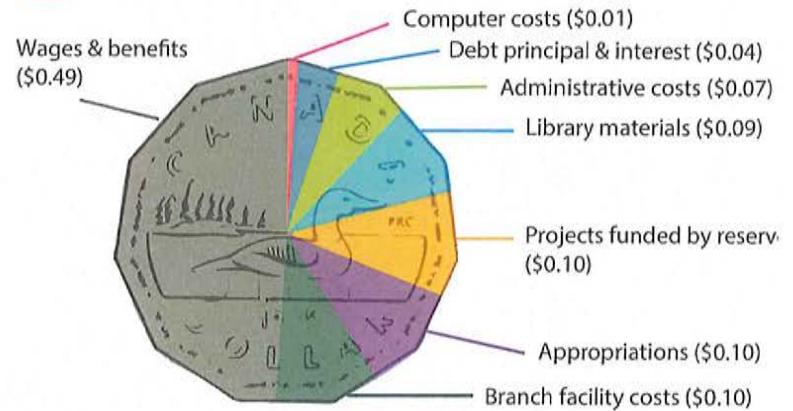 Computer costs ($0.01)
Wages & benefits
($0.49)
Debt principal & interest ($0.04)
Administrative costs ($0.07)
Library materials ($0.09)
Projects funded by reserv
($0.10)
Appropriations ($0.10)
Branch facility costs ($0.10)